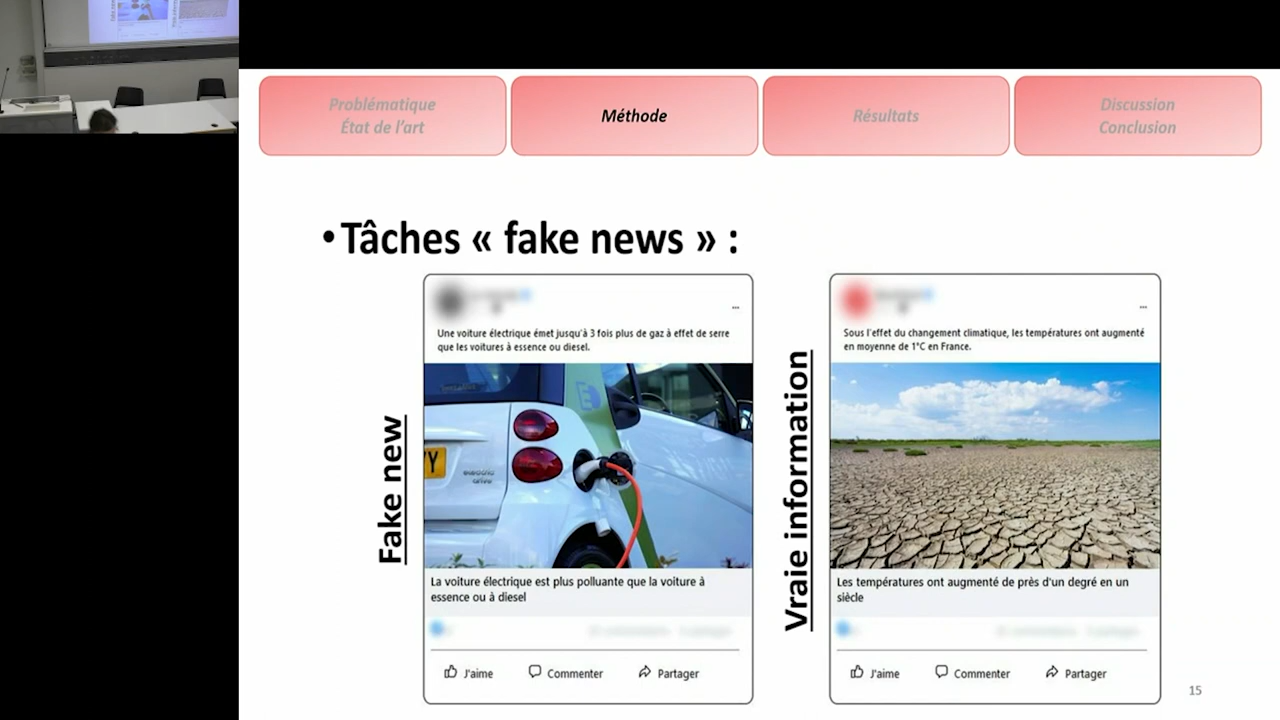 Problématique
État de l'art
Méthode
Résultats
Discussion
Conclusion
•Tâches « fake news » :
Fake new
...
Une voiture électrique émet jusqu'à 3 fois plus de gaz à effet de serre
que les voitures à essence ou diesel.
electric
drive
La voiture électrique est plus polluante que la voiture à
essence ou à diesel
J'aime
Commenter
Partager
Vraie information
...
Sous l'effet du changement climatique, les températures ont augmenté
en moyenne de 1°C en France.
Les températures ont augmenté de près d'un degré en un
siècle
J'aime
Commenter
Partager
15